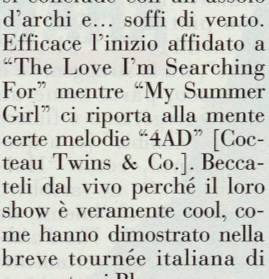 si conclude con un assolo
d'archi e... soffi di vento.
Efficace l'inizio affidato a
“The Love I'm Searching
For” mentre “My Summer
Girl” ci riporta alla mente
certe melodie “4AD” [Coc-
teau Twins & Co.]. Becca-
teli dal vivo perché il loro
show è veramente cool, co-
me hanno dimostrato nella
breve tournée italiana di